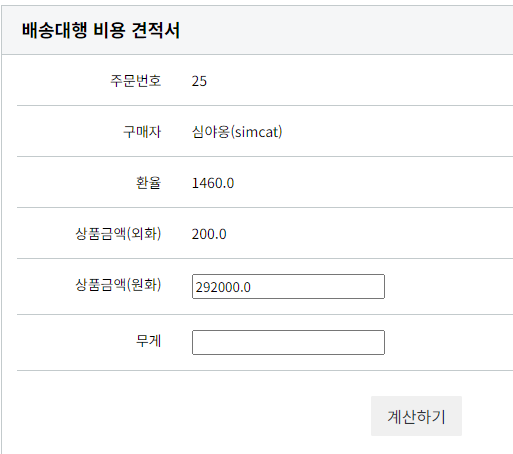 배송대행 비용 견적서
주문번호 25
구매자 심야옹(simcat)
환율 1460.0
상품금액(외화) 200.0
상품금액(원화) 292000.0
무게
계산하기